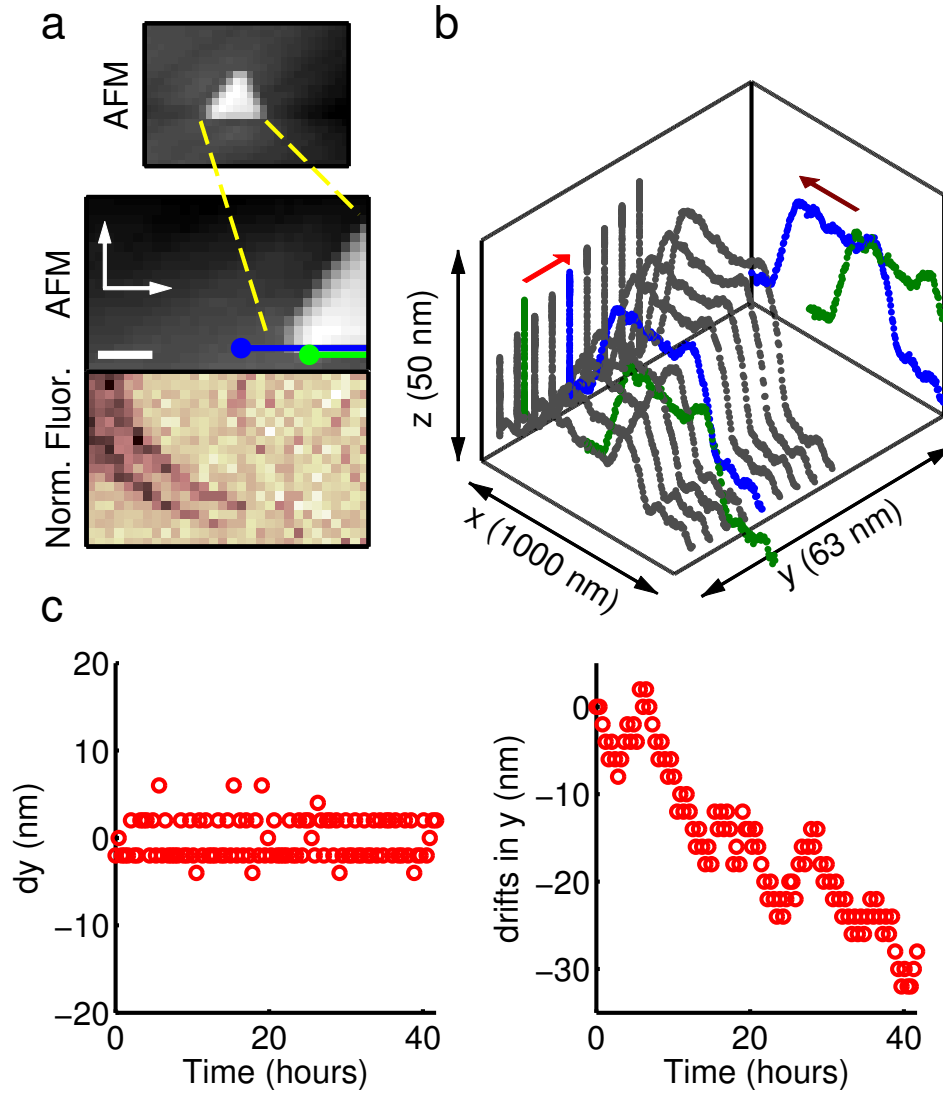 a
AFM
AFM
Norm. Fluor.
b
z (50 nm)
x (1000 nm)
y (63 nm)
c
20
10
0
−10
−20
dy (nm)
0
20
40
Time (hours)
0
−10
−20
−30
drifts in y (nm)
0
20
40
Time (hours)